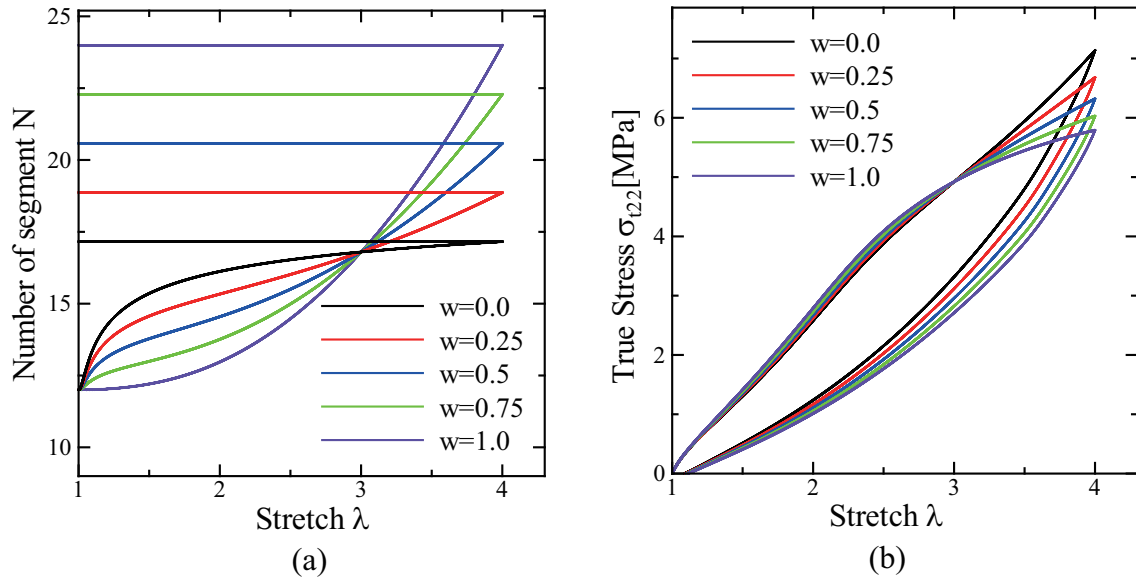 (a)
25
20
15
10
Number of segment N
w=0.0
w=0.25
w=0.5
w=0.75
w=1.0
1 2 3 4
Stretch λ
(a)
(b)
w=0.0
w=0.25
w=0.5
w=0.75
w=1.0
6
4
2
0
True Stress σt22[MPa]
1 2 3 4
Stretch λ
(b)